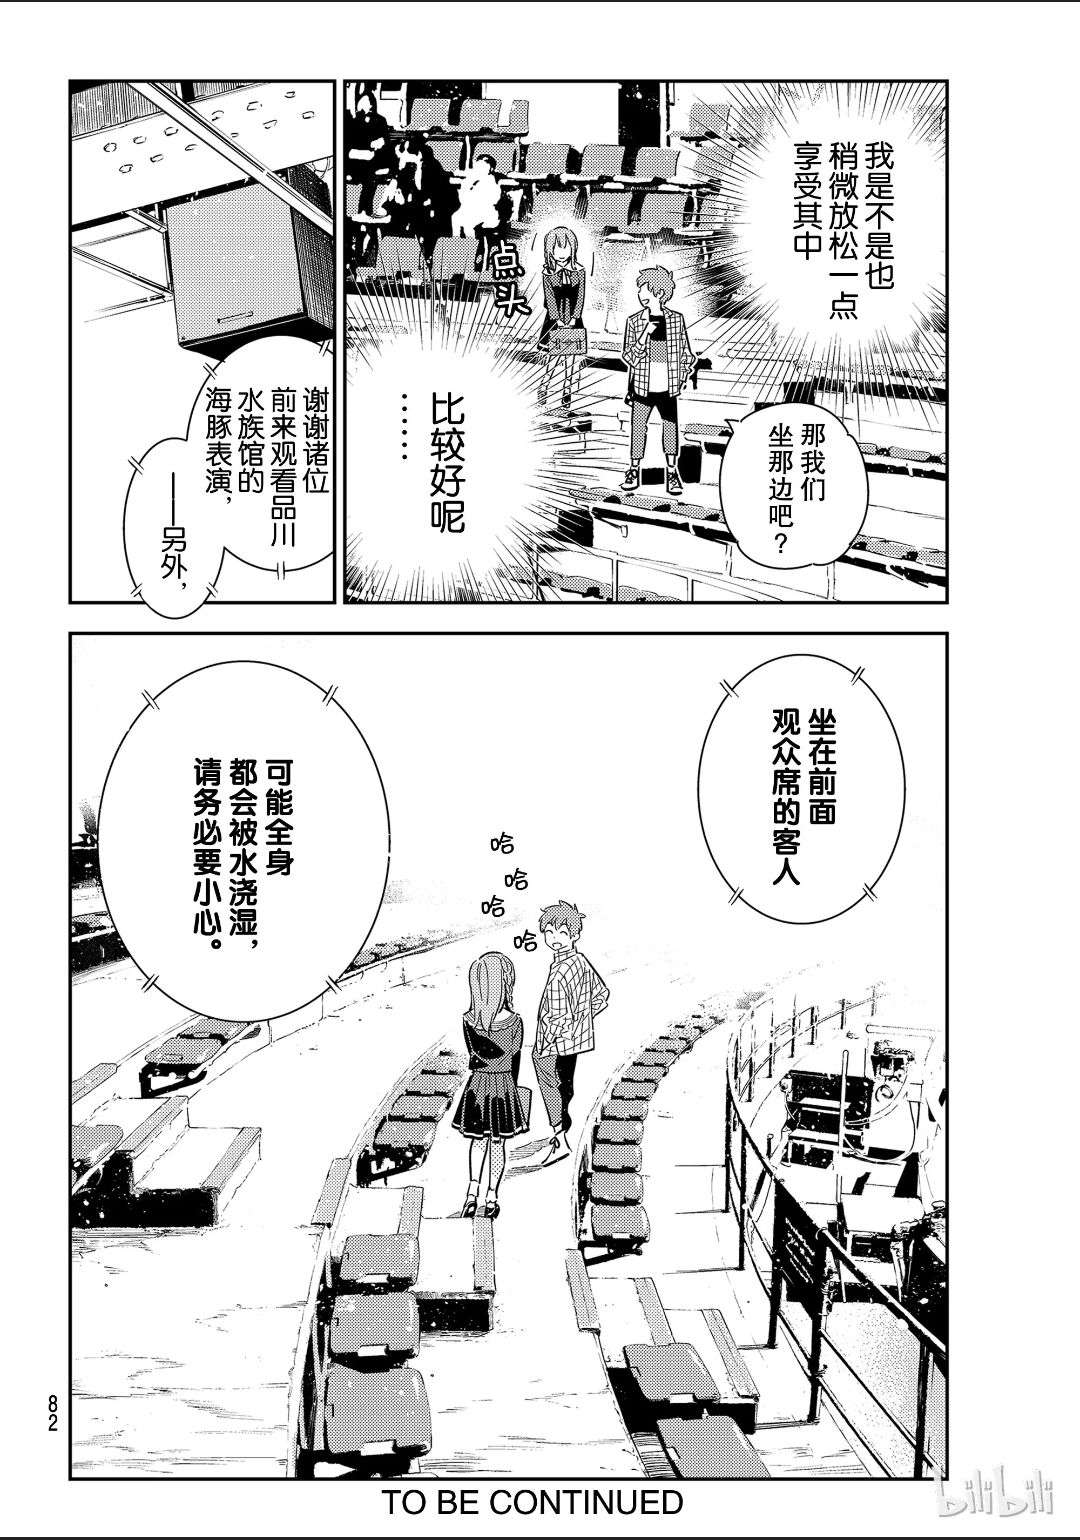 我是不是也
稍微放松一点
享受其中
点头
那我们
坐那边吧？
比较好呢
……
谢谢诸位
前来观看品川
水族馆的
海豚表演，
——另外，
坐在前面
观众席的客人
可能全身
都会被水浇湿，
请务必要小心。
哈
哈
哈
哈
82
TO BE CONTINUED
bilibili